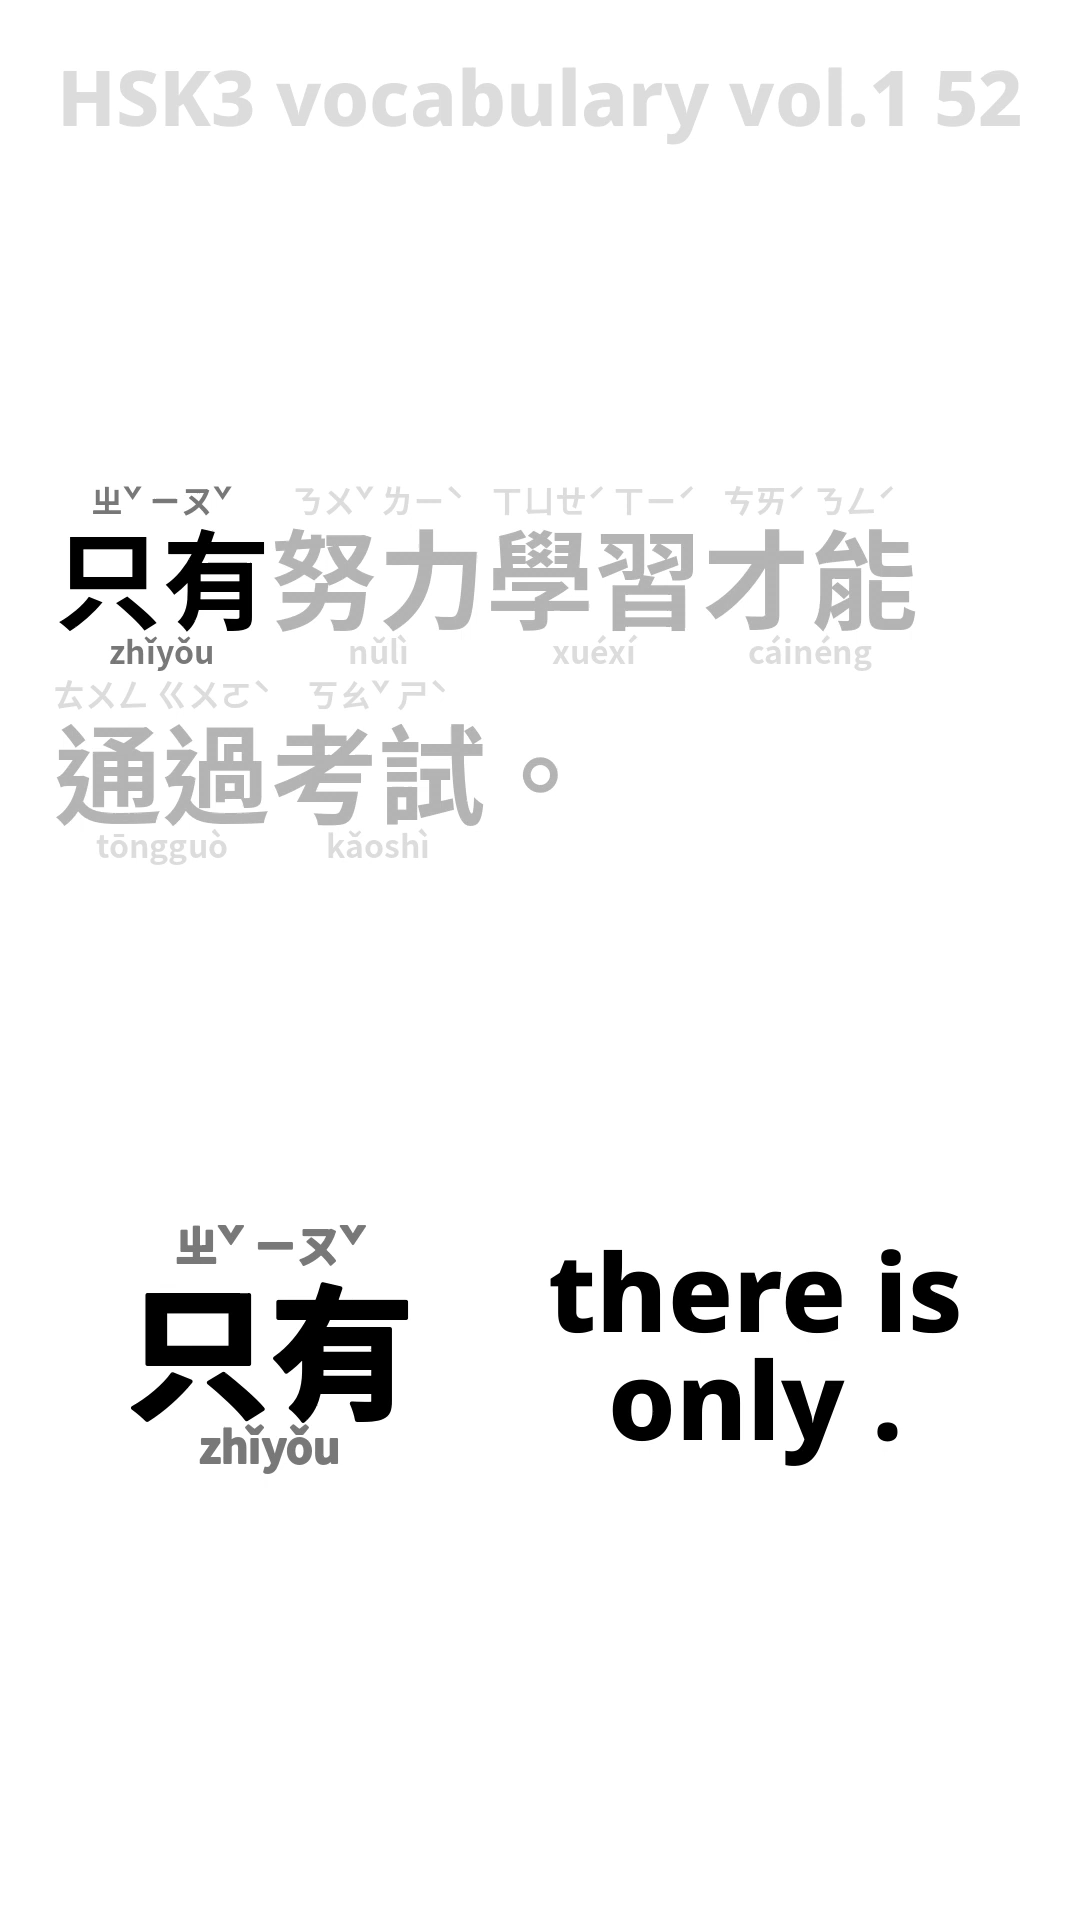 HSK3 vocabulary vol.1 52
ㄓˇ ㄧㄡˇ ㄋㄨˇ ㄌㄧˋ ㄒㄩㄝˊ ㄒㄧˊ ㄘㄞˊ ㄋㄥˊ
只有努力學習才能
zhǐyǒu nǔlì xuéxí cáinéng
ㄊㄨㄥ ㄍㄨㄛˋ ㄎㄠˇ ㄕˋ
通過考試。
tōngguò kǎoshì
ㄓˇ ㄧㄡˇ
只有
zhǐyǒu
there is
only .